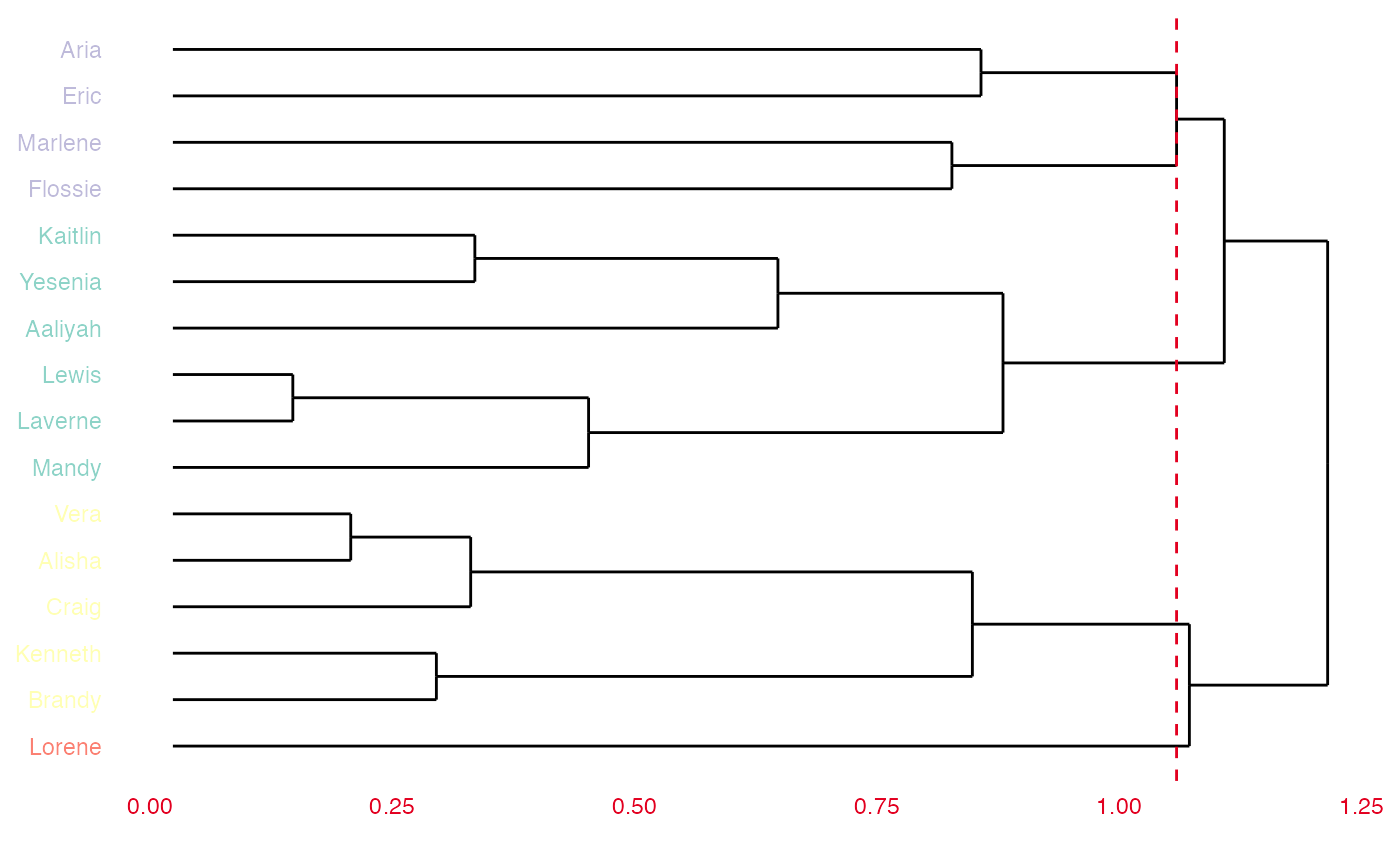 Aria
Eric
Marlene
Flossie
Kaitlin
Yesenia
Aaliyah
Lewis
Laverne
Mandy
Vera
Alisha
Craig
Kenneth
Brandy
Lorene
0.00 0.25 0.50 0.75 1.00 1.25